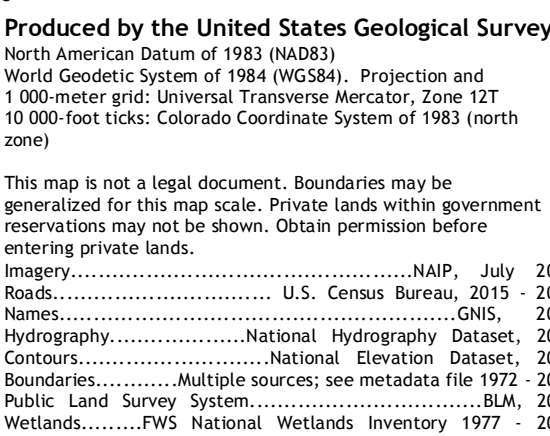 Produced by the United States Geological Survey
North American Datum of 1983 (NAD83)
World Geodetic System of 1984 (WGS84).  Projection and
1 000-meter grid: Universal Transverse Mercator, Zone 12T
10 000-foot ticks: Colorado Coordinate System of 1983 (north
zone)
This map is not a legal document. Boundaries may be
generalized for this map scale. Private lands within government
reservations may not be shown. Obtain permission before
entering private lands.
Imagery..............................................NAIP, July
Roads.............................. U.S. Census Bureau, 2015 -
Names...................................................GNIS,
Hydrography...................National Hydrography Dataset,
Contours...........................National Elevation Dataset,
Boundaries............Multiple sources; see metadata file 1972 -
Public Land Survey System................................BLM,
Wetlands.........FWS National Wetlands Inventory 1977 -